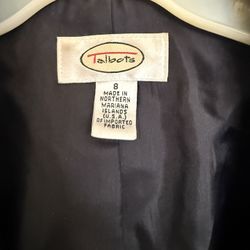 Talbots
8
MADE IN
NORTHERN
MARIANA
ISLANDS
(U.S.A.)
OF IMPORTED
FABRIC